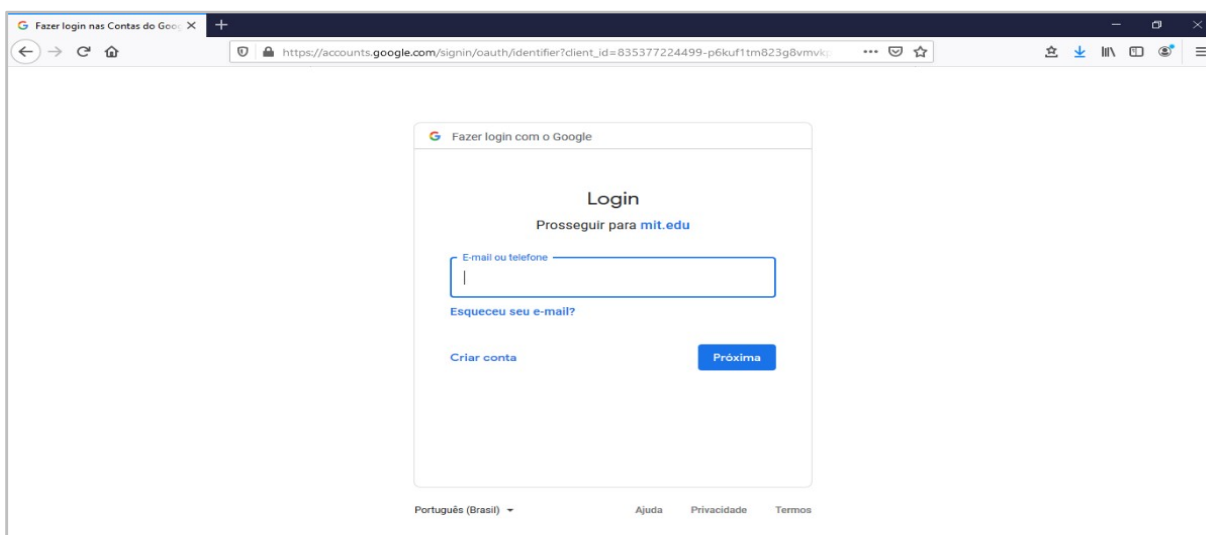 Fazer login nas Contas do Goo
https://accounts.google.com/signin/oauth/identifier?client_id=835377224499-p6kuf1tm823g8vmvkp
Fazer login com o Google
Login
Prosseguir para mit.edu
E-mail ou telefone
Esqueceu seu e-mail?
Criar conta Próxima
Português (Brasil) Ajuda Privacidade Termos